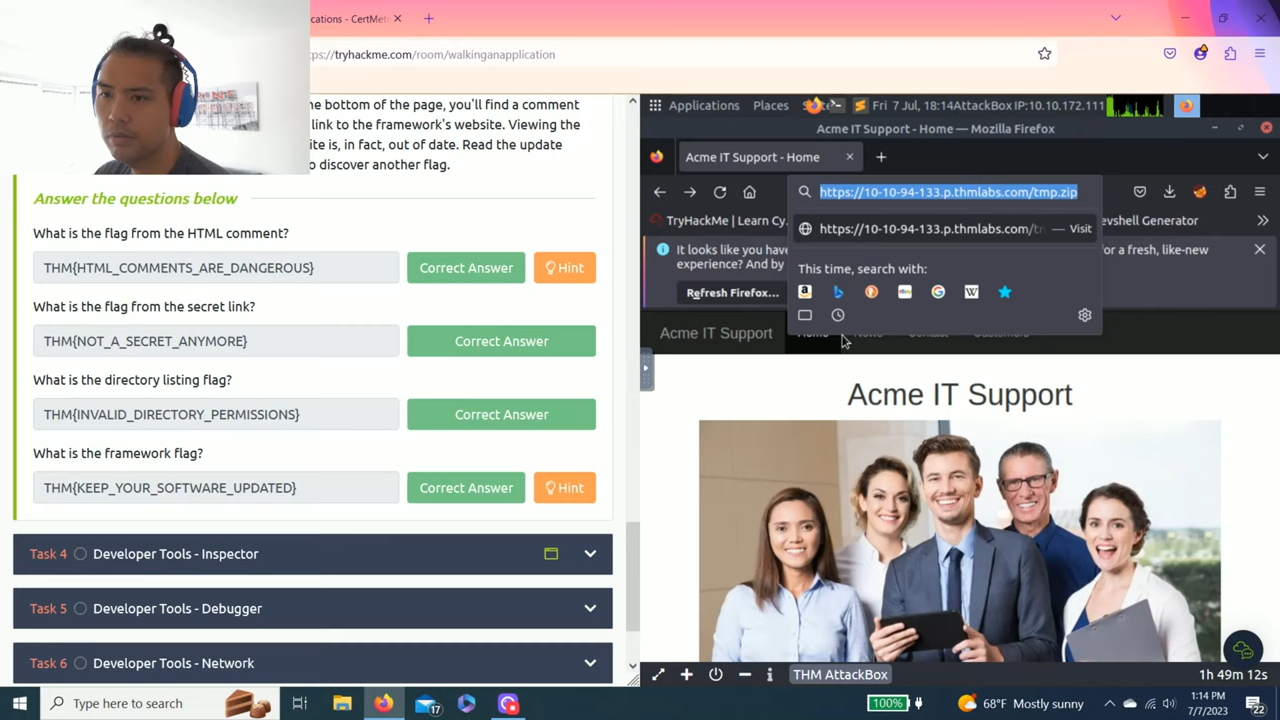 cations - CertMetr
ps://tryhackme.com/room/walkinganapplication
he bottom of the page, you'll find a comment
link to the framework's website. Viewing the
ite is, in fact, out of date. Read the update
o discover another flag.
Answer the questions below
What is the flag from the HTML comment?
THM{HTML_COMMENTS_ARE_DANGEROUS}
Correct Answer
Hint
What is the flag from the secret link?
THM{NOT_A_SECRET_ANYMORE}
Correct Answer
What is the directory listing flag?
THM{INVALID_DIRECTORY_PERMISSIONS}
Correct Answer
What is the framework flag?
THM{KEEP_YOUR_SOFTWARE_UPDATED}
Correct Answer
Hint
Task 4 Developer Tools - Inspector
Task 5 Developer Tools - Debugger
Task 6 Developer Tools - Network
Applications Places Fri 7 Jul, 18:14 AttackBox IP:10.10.172.111
Acme IT Support - Home — Mozilla Firefox
Acme IT Support - Home
https://10-10-94-133.p.thmlabs.com/tmp.zip
TryHackMe | Learn Cy
https://10-10-94-133.p.thmlabs.com/tm — Visit
evshell Generator
It looks like you have
for a fresh, like-new
experience? And by
This time, search with:
Refresh Firefox...
Acme IT Support
Home News Contact Customers
Acme IT Support
THM AttackBox
1h 49m 12s
Type here to search
17
100%
68°F Mostly sunny
1:14 PM
7/7/2023
22